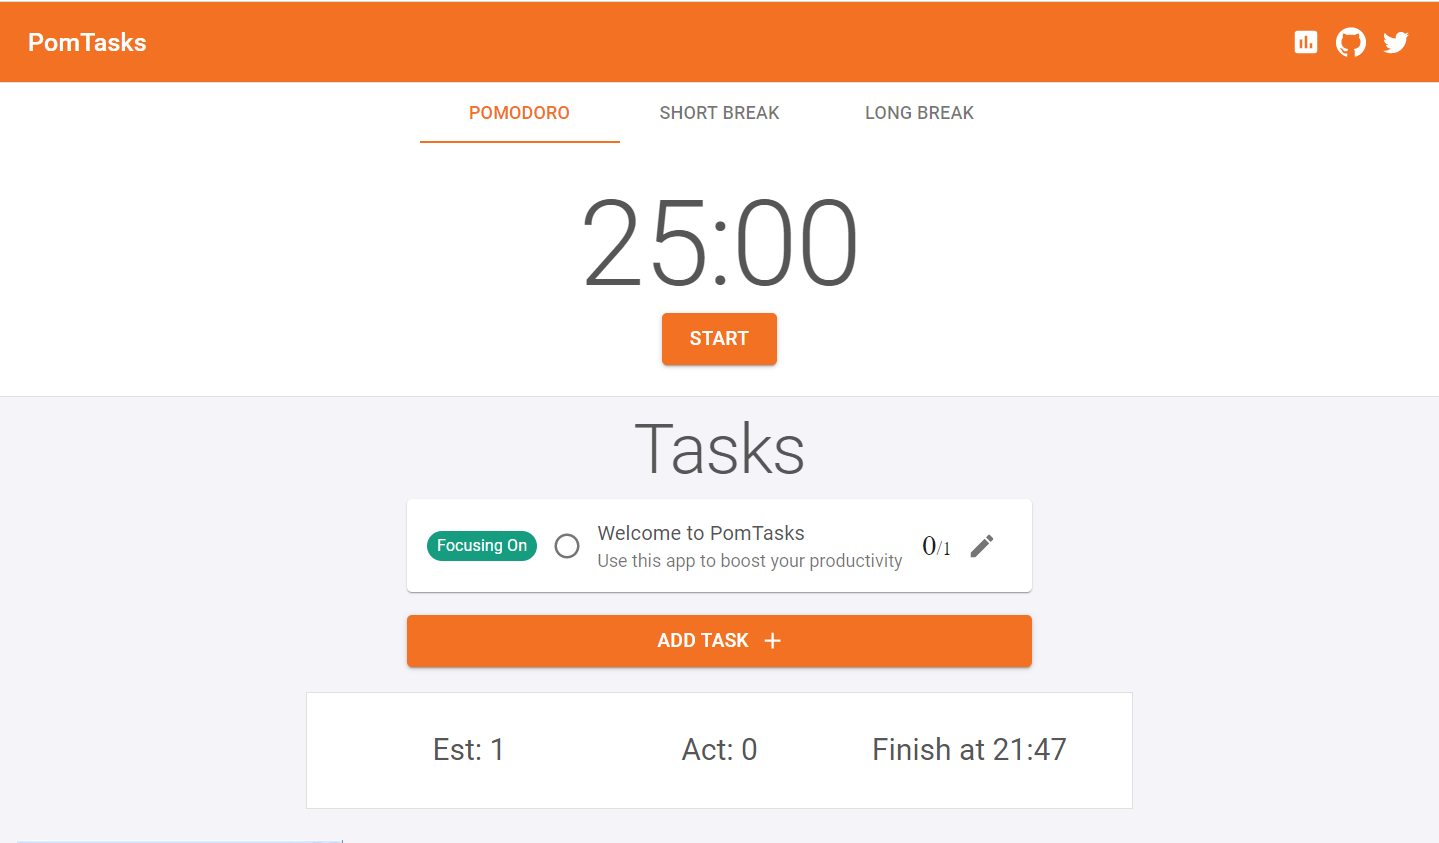 PomTasks
POMODORO SHORT BREAK LONG BREAK
25:00
START
Tasks
Focusing On Welcome to PomTasks 0/1
Use this app to boost your productivity
ADD TASK +
Est: 1 Act: 0 Finish at 21:47